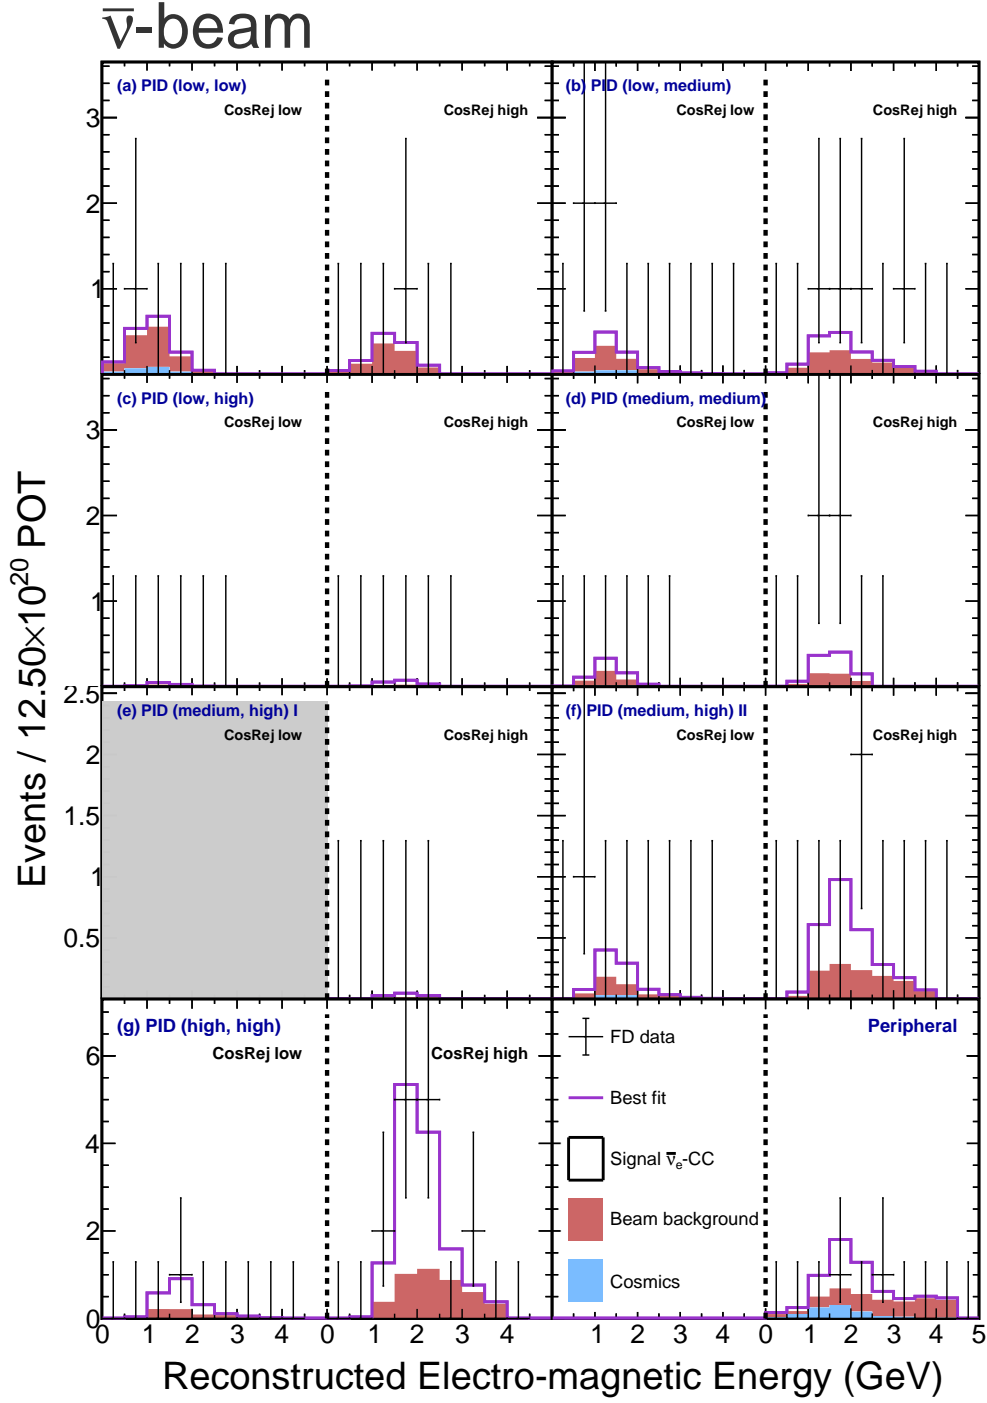 ν̅-beam
(a) PID (low, low)
CosRej low
CosRej high
(b) PID (low, medium)
CosRej low
CosRej high
3
2
1
(c) PID (low, high)
CosRej low
CosRej high
(d) PID (medium, medium)
CosRej low
CosRej high
3
2
1
(e) PID (medium, high) I
CosRej low
CosRej high
(f) PID (medium, high) II
CosRej low
CosRej high
2.5
2
1.5
1
0.5
(g) PID (high, high)
CosRej low
CosRej high
6
4
2
0
FD data
Best fit
Signal ν̅e-CC
Beam background
Cosmics
Peripheral
0 1 2 3 4 0 1 2 3 4 1 2 3 4 0 1 2 3 4 5
Events / 12.50×10²⁰ POT
Reconstructed Electro-magnetic Energy (GeV)